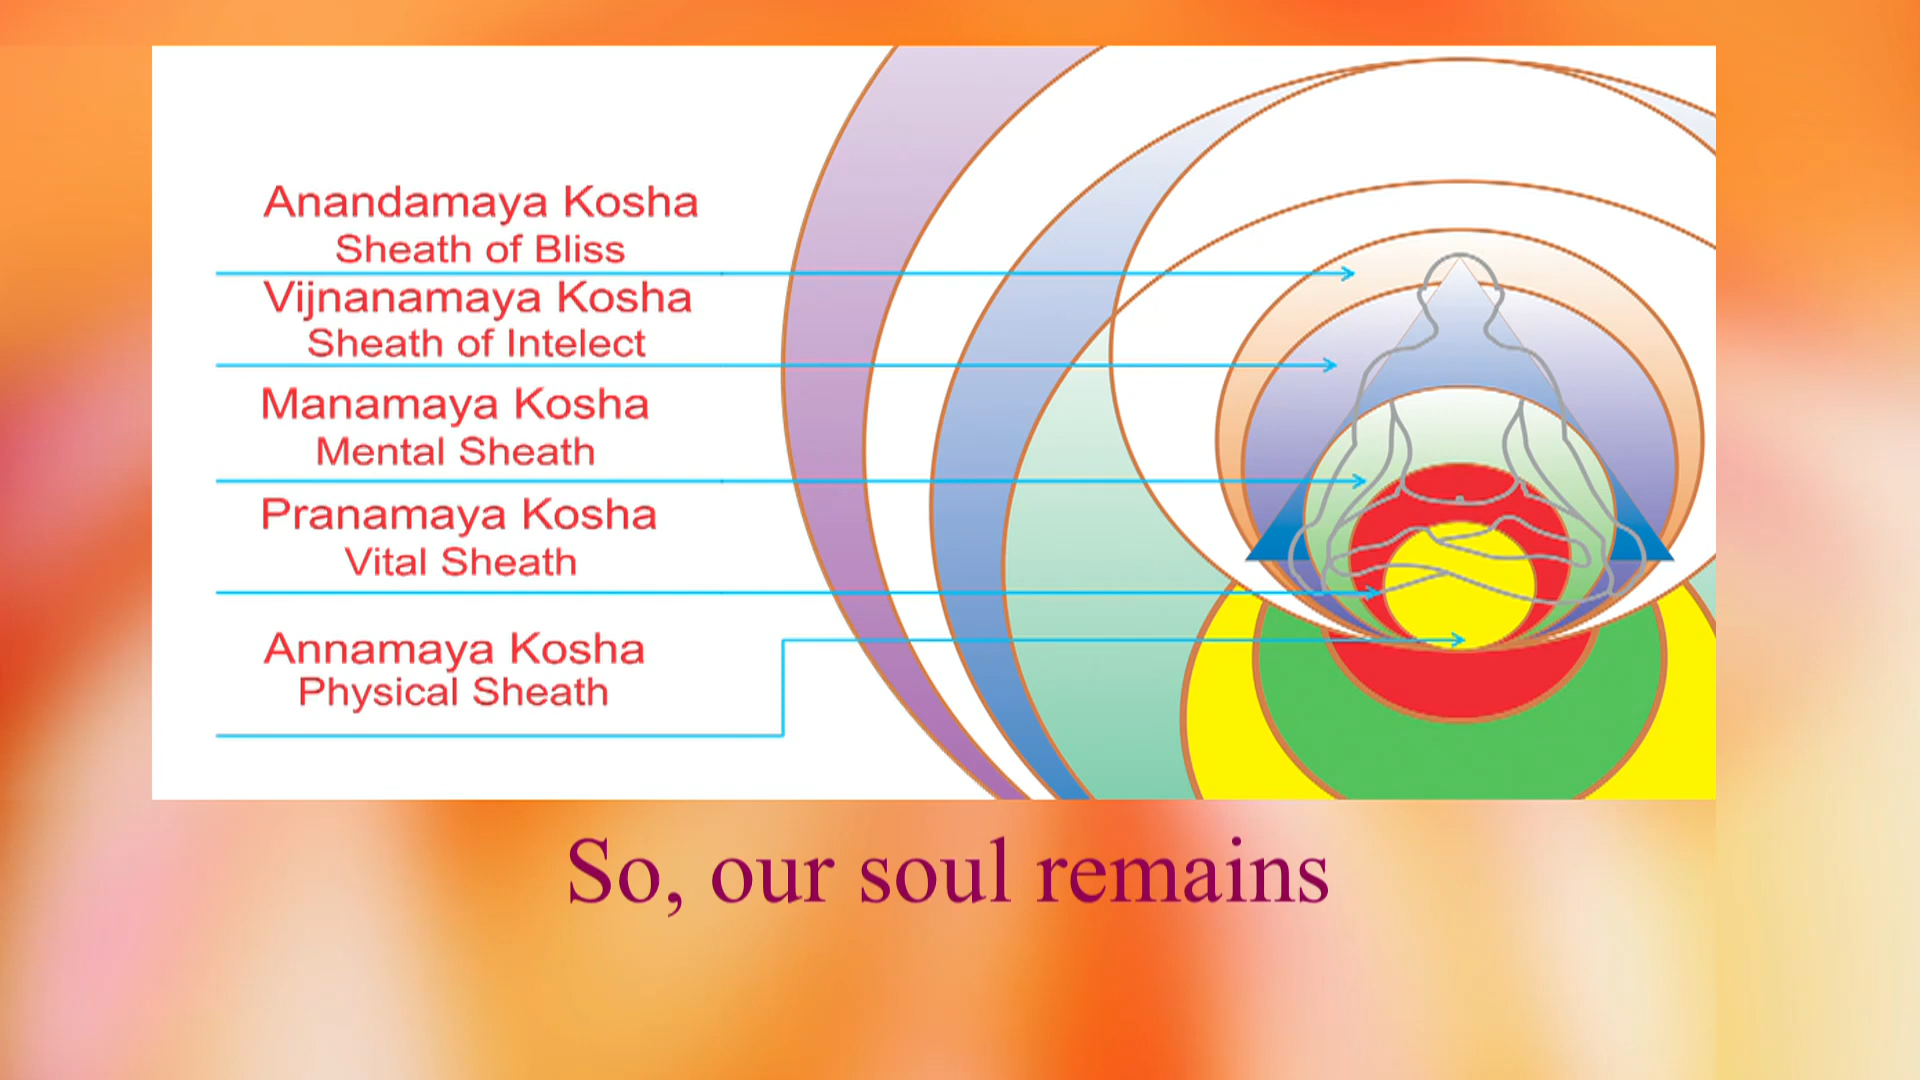 Anandamaya Kosha
Sheath of Bliss
Vijnanamaya Kosha
Sheath of Intelect
Manamaya Kosha
Mental Sheath
Pranamaya Kosha
Vital Sheath
Annamaya Kosha
Physical Sheath
So, our soul remains